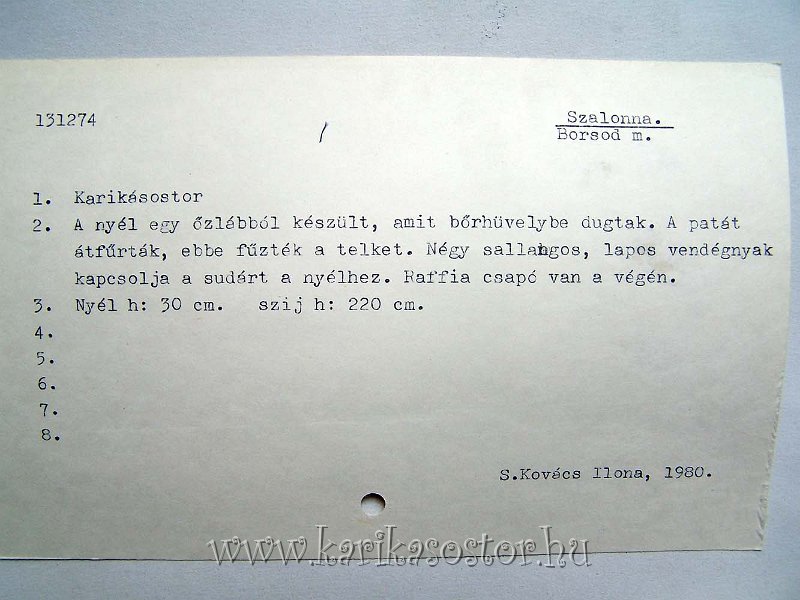 131274
Szalonna.
Borsod m.
1. Karikásostor
2. A nyél egy őzlábból készült, amit bőrhüvelybe dugtak. A patát
átfűrták, ebbe fűzték a telket. Négy sallangos, lapos vendégnyak
kapcsolja a sudárt a nyélhez. Raffia csapó van a végén.
3. Nyél h: 30 cm. szij h: 220 cm.
4.
5.
6.
7.
8.
S.Kovács Ilona, 1980.
www.karikasostor.hu